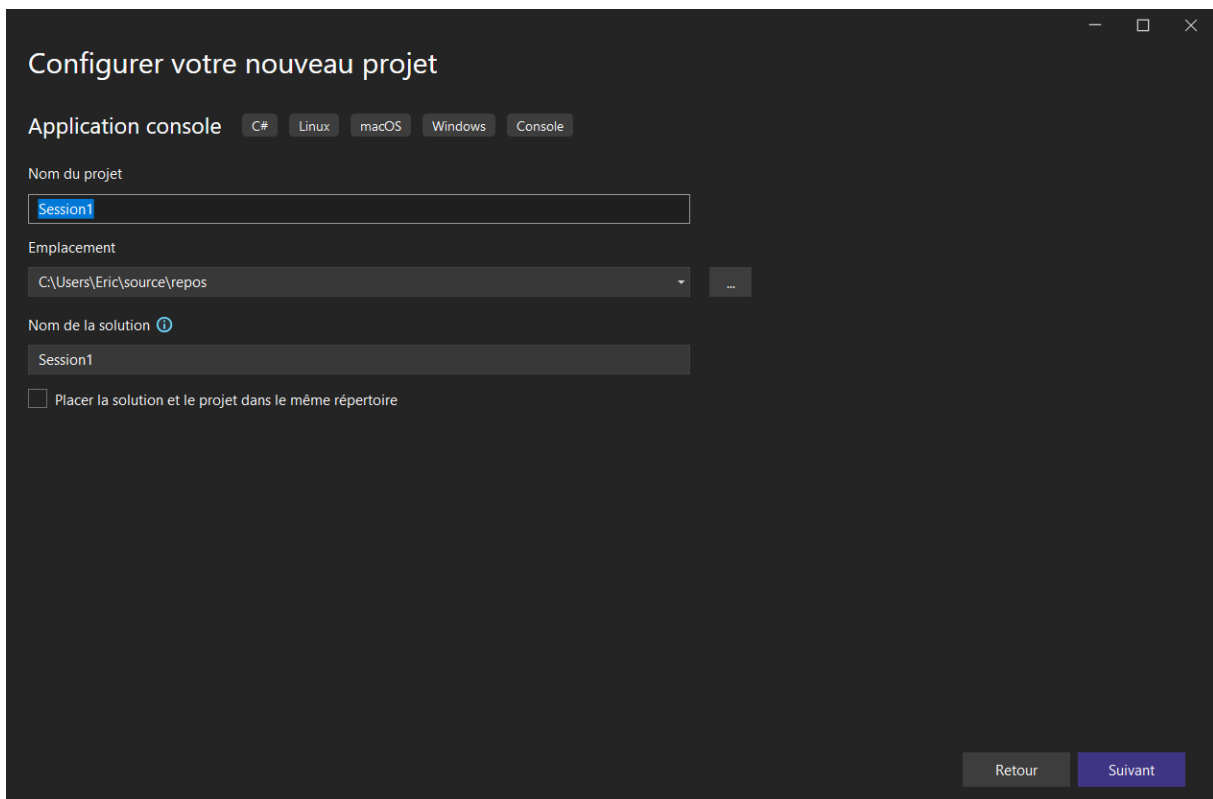 Configurer votre nouveau projet
Application console C# Linux macOS Windows Console
Nom du projet
Session1
Emplacement
C:\Users\Eric\source\repos ...
Nom de la solution
Session1
Placer la solution et le projet dans le même répertoire
Retour Suivant